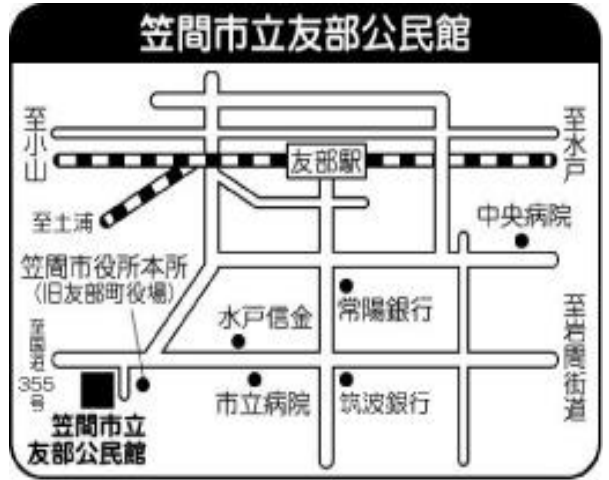 笠間市立友部公民館
至小山
至水戸
友部駅
至土浦
中央病院
笠間市役所本所
(旧友部町役場)
常陽銀行
水戸信金
至岩間街道
至国道
355
号
市立病院
筑波銀行
笠間市立
友部公民館